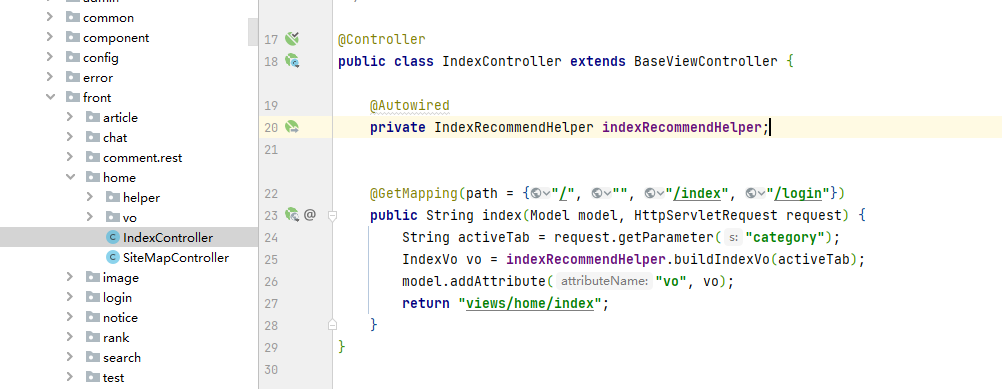 common
component
config
error
front
article
chat
comment.rest
home
helper
vo
IndexController
SiteMapController
image
login
notice
rank
search
test
17 @Controller
18 public class IndexController extends BaseViewController {
19 @Autowired
20 private IndexRecommendHelper indexRecommendHelper;
21
22 @GetMapping(path = {"/", "", "/index", "/login"})
23 @ public String index(Model model, HttpServletRequest request) {
24 String activeTab = request.getParameter( s: "category");
25 IndexVo vo = indexRecommendHelper.buildIndexVo(activeTab);
26 model.addAttribute( attributeName: "vo", vo);
27 return "views/home/index";
28 }
29 }
30